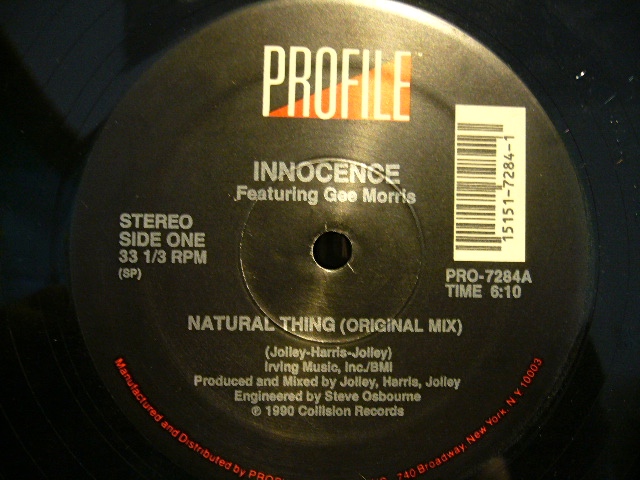 PROFILE™
INNOCENCE
Featuring Gee Morris
STEREO
SIDE ONE
33 1/3 RPM
(SP)
15151-7284-1
PRO-7284A
TIME 6:10
NATURAL THING (ORIGINAL MIX)
(Jolley-Harris-Jolley)
Irving Music, Inc./BMI
Produced and Mixed by Jolley, Harris, Jolley
Engineered by Steve Osbourne
℗ 1990 Collision Records
Manufactured and Distributed by 740 Broadway, New York, N.Y 10003